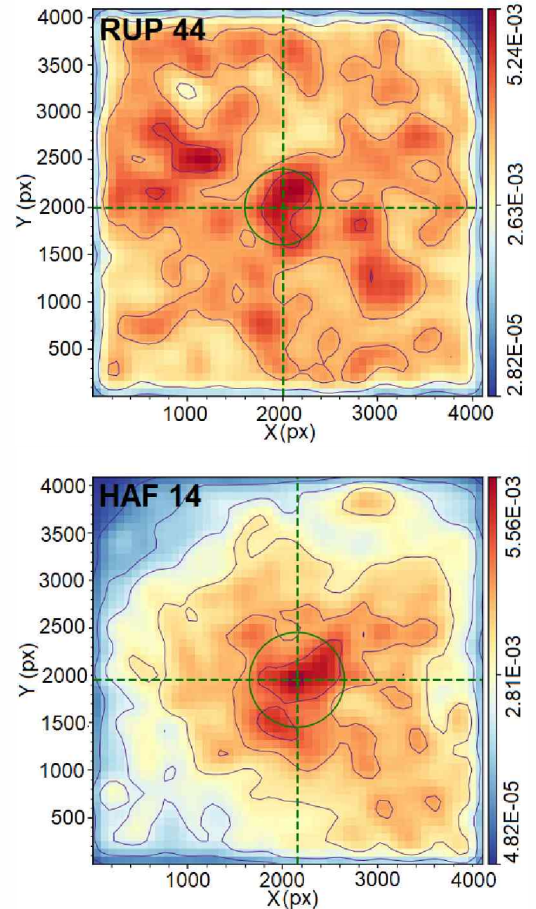 RUP 44
4000
3500
3000
2500
2000
1500
1000
500
Y (px)
1000 2000 3000 4000
X (px)
5.24E-03
2.63E-03
2.82E-05
HAF 14
4000
3500
3000
2500
2000
1500
1000
500
Y (px)
1000 2000 3000 4000
X (px)
5.56E-03
2.81E-03
4.82E-05